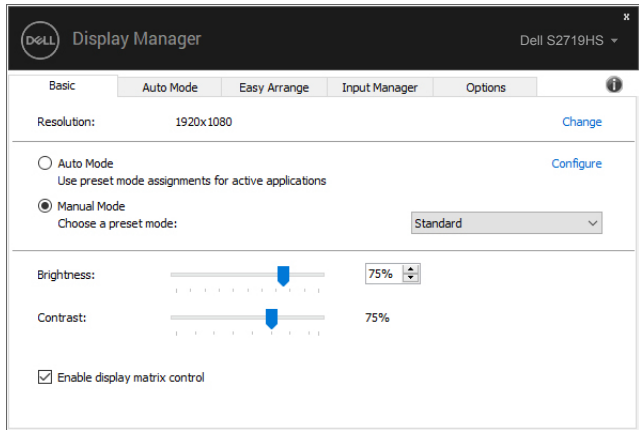 x
DELL Display Manager Dell S2719HS
Basic Auto Mode Easy Arrange Input Manager Options i
Resolution: 1920x1080 Change
Auto Mode Configure
Use preset mode assignments for active applications
Manual Mode
Choose a preset mode: Standard
Brightness: 75%
Contrast: 75%
Enable display matrix control